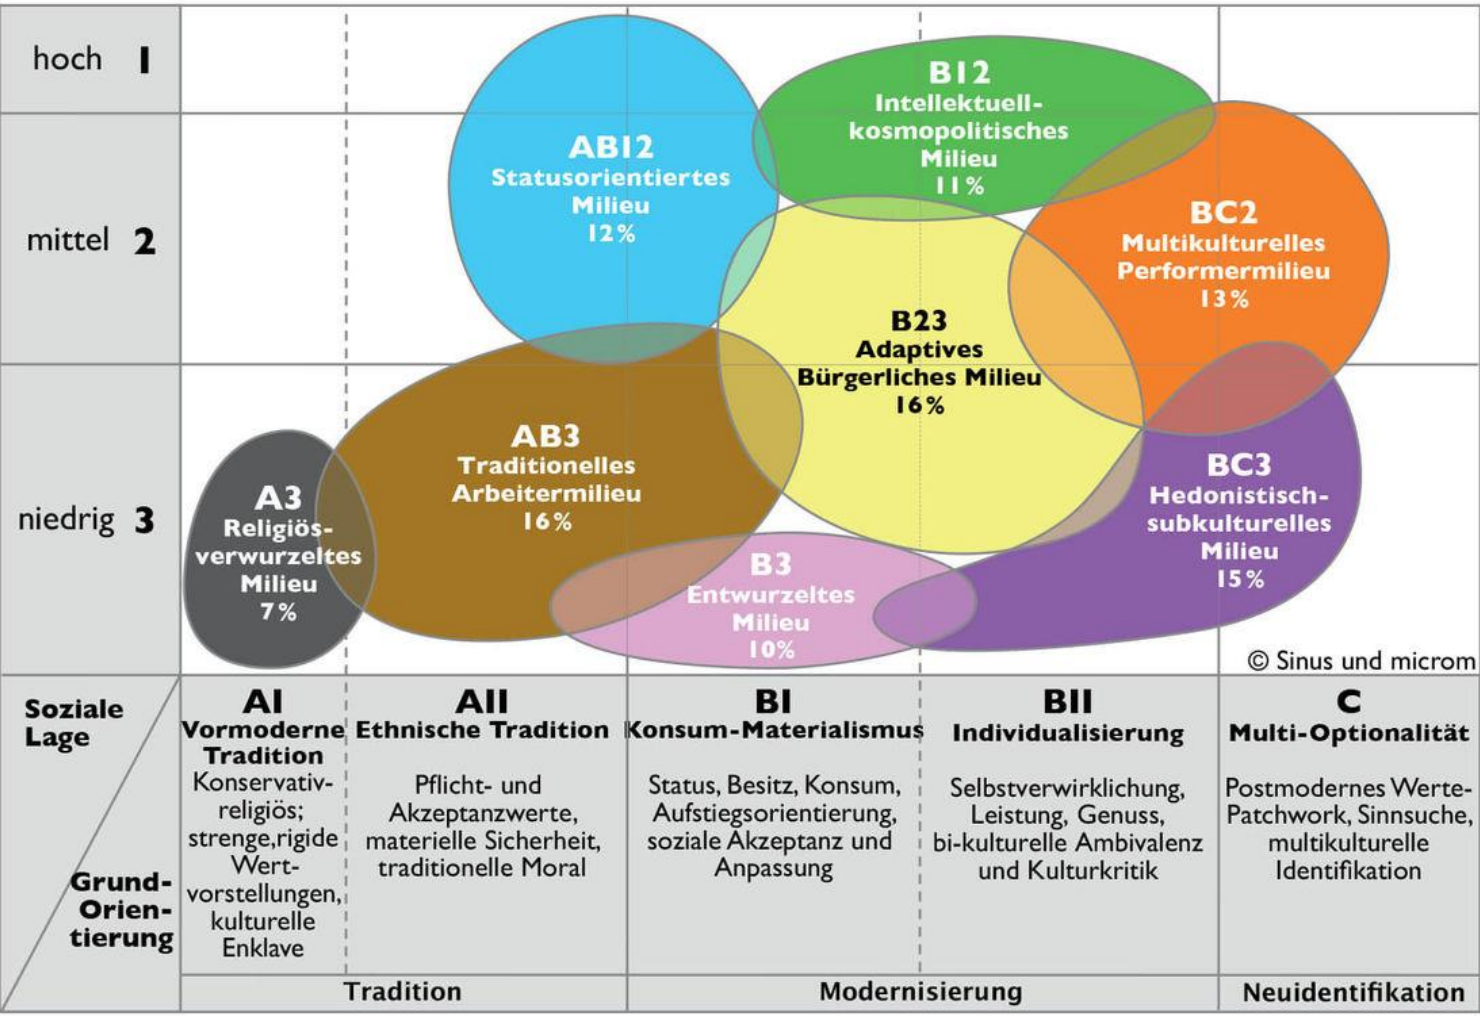 hoch 1
mittel 2
niedrig 3
AB12
Statusorientiertes
Milieu
12%
B12
Intellektuell-
kosmopolitisches
Milieu
11%
BC2
Multikulturelles
Performermilieu
13%
B23
Adaptives
Bürgerliches Milieu
16%
AB3
Traditionelles
Arbeitermilieu
16%
A3
Religiös-
verwurzeltes
Milieu
7%
B3
Entwurzeltes
Milieu
10%
BC3
Hedonistisch-
subkulturelles
Milieu
15%
© Sinus und microm
Soziale
Lage
Grund-
Orien-
tierung
AI
Vormoderne
Tradition
Konservativ-
religiös;
strenge,rigide
Wert-
vorstellungen,
kulturelle
Enklave
AII
Ethnische Tradition
Pflicht- und
Akzeptanzwerte,
materielle Sicherheit,
traditionelle Moral
BI
Konsum-Materialismus
Status, Besitz, Konsum,
Aufstiegsorientierung,
soziale Akzeptanz und
Anpassung
BII
Individualisierung
Selbstverwirklichung,
Leistung, Genuss,
bi-kulturelle Ambivalenz
und Kulturkritik
C
Multi-Optionalität
Postmodernes Werte-
Patchwork, Sinnsuche,
multikulturelle
Identifikation
Tradition
Modernisierung
Neuidentifikation